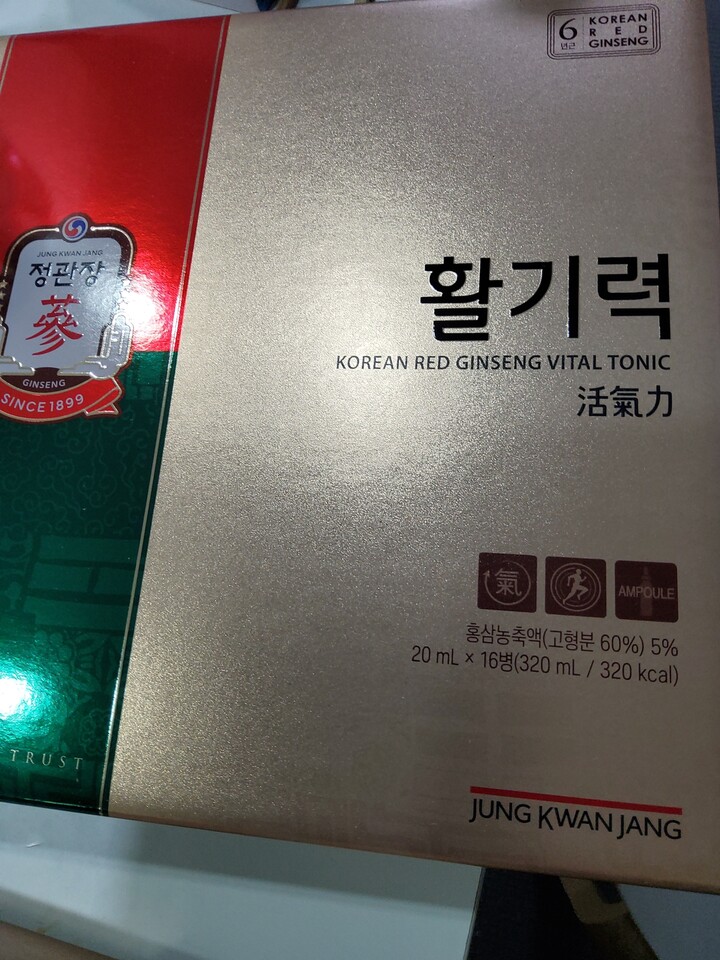 6년근 KOREAN
RED
GINSENG
JUNG KWAN JANG
정관장
蔘
GINSENG
SINCE 1899
활기력
KOREAN RED GINSENG VITAL TONIC
活氣力
氣
AMPOULE
홍삼농축액(고형분 60%) 5%
20 mL × 16병(320 mL / 320 kcal)
TRUST
JUNG KWAN JANG